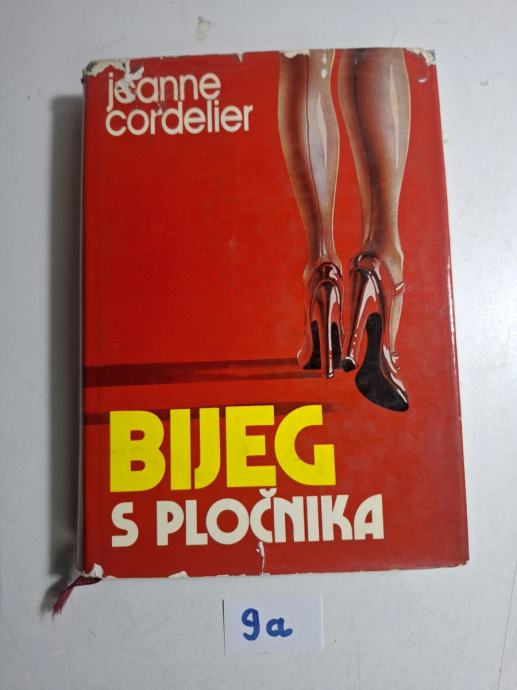 jeanne
cordelier
BIJEG
S PLOČNIKA
9a